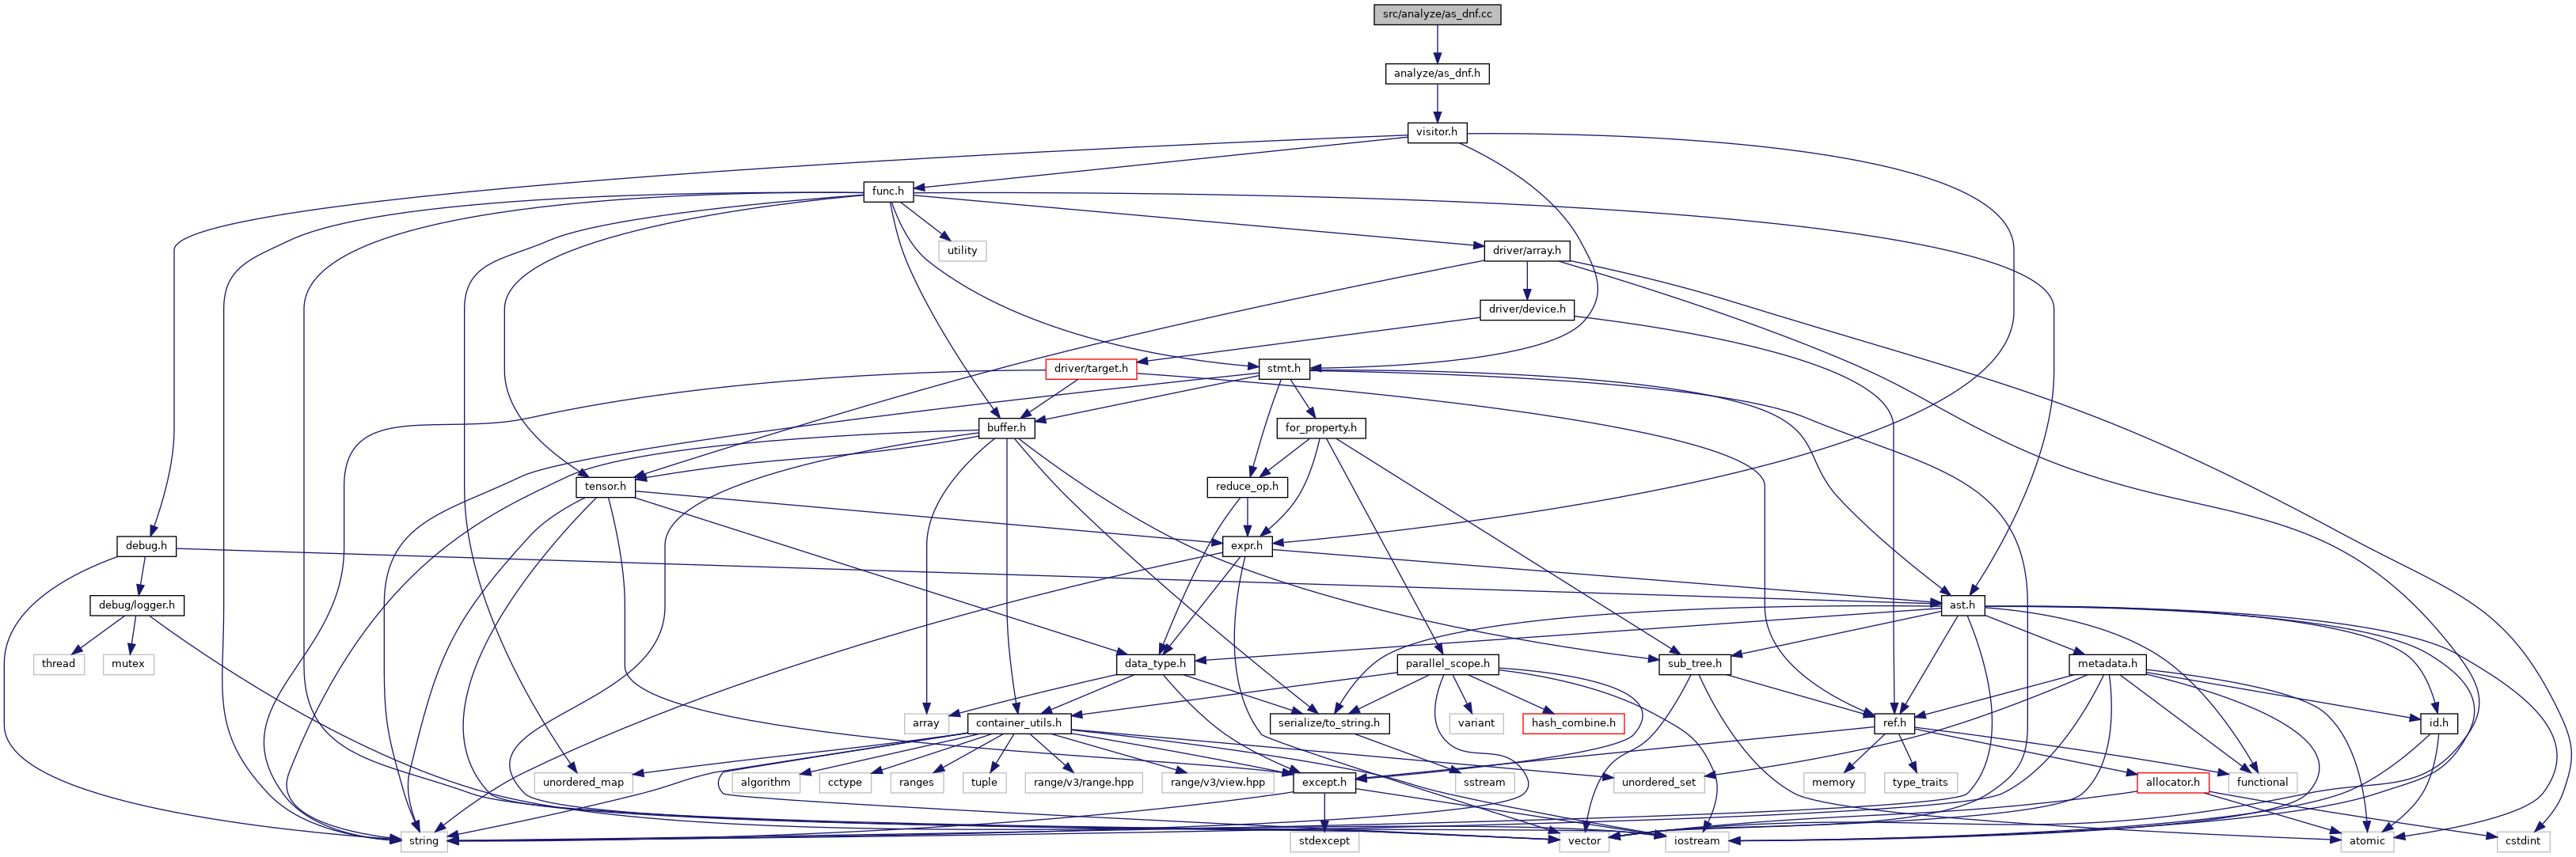 src/analyze/as_dnf.cc
analyze/as_dnf.h
visitor.h
func.h
utility
driver/array.h
driver/device.h
driver/target.h
stmt.h
buffer.h
for_property.h
tensor.h
reduce_op.h
debug.h
expr.h
debug/logger.h
ast.h
thread
mutex
data_type.h
parallel_scope.h
sub_tree.h
metadata.h
array
container_utils.h
serialize/to_string.h
variant
hash_combine.h
ref.h
id.h
unordered_map
algorithm
cctype
ranges
tuple
range/v3/range.hpp
range/v3/view.hpp
except.h
sstream
unordered_set
memory
type_traits
allocator.h
functional
string
stdexcept
vector
iostream
atomic
cstdint